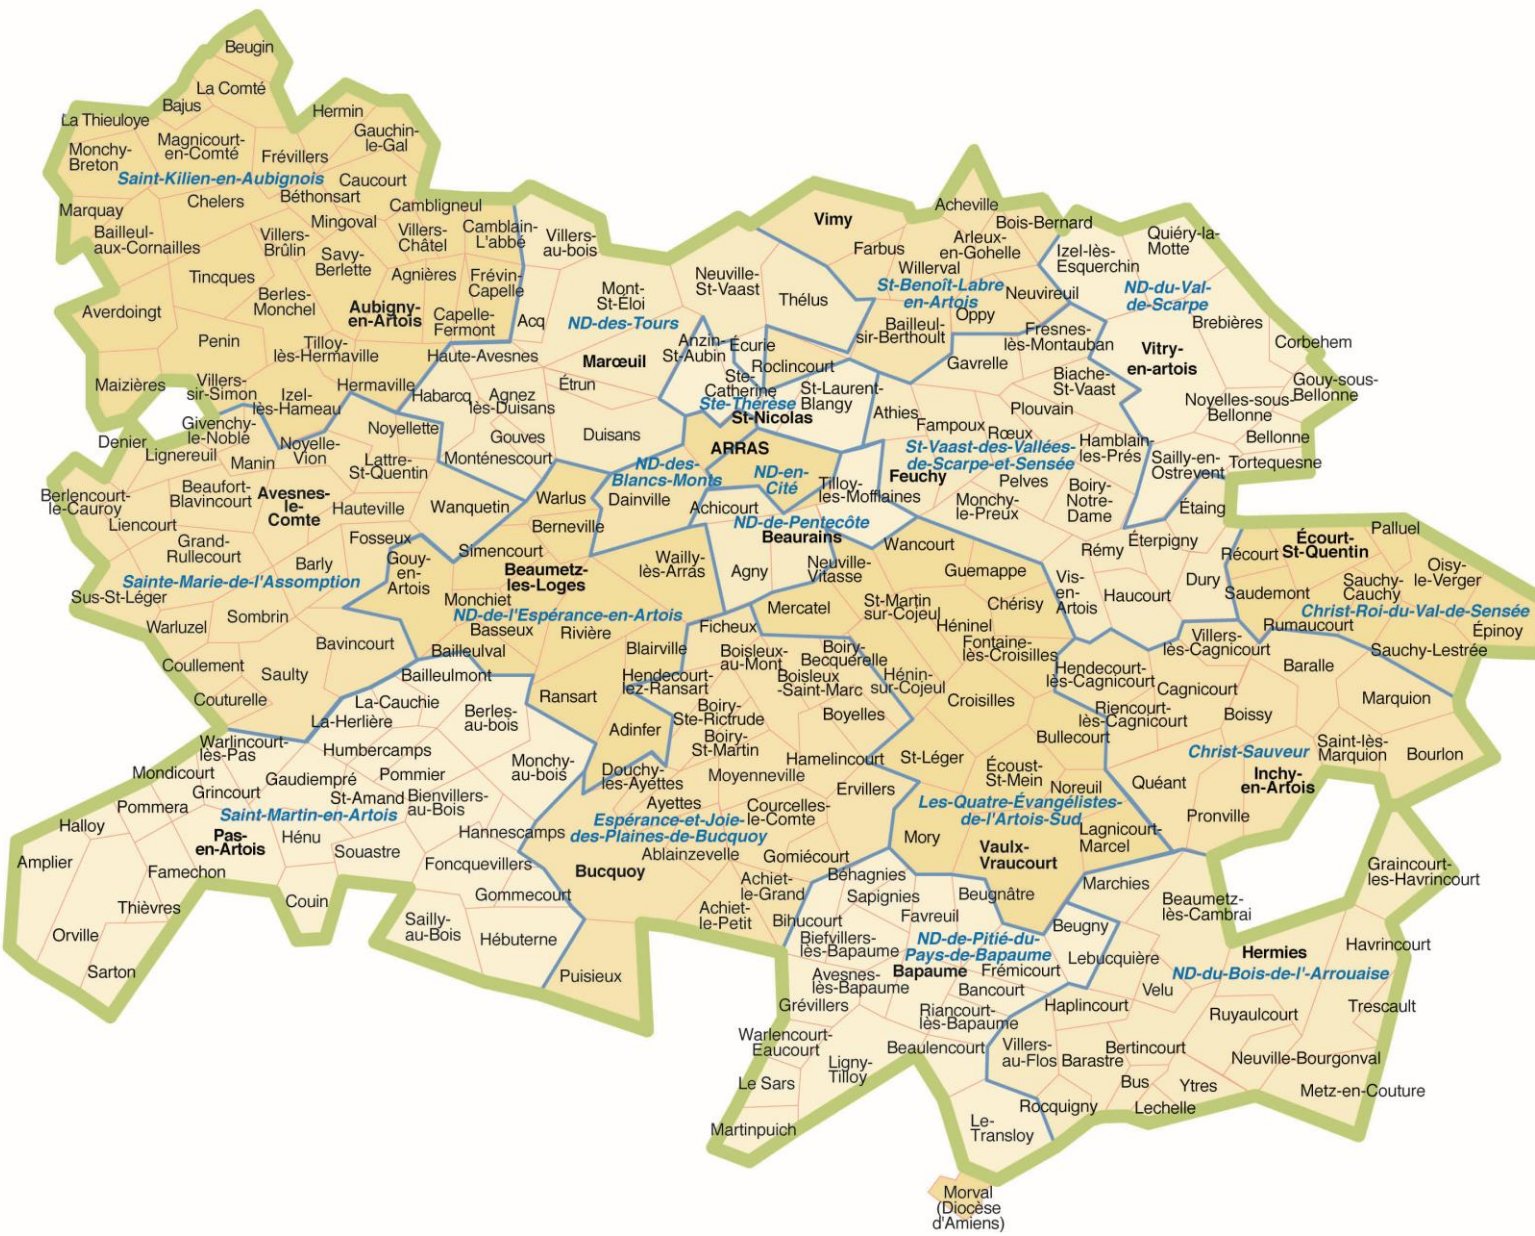 Beugin
La Comté
Bajus
La Thieuloye
Hermin
Gauchin-
le-Gal
Magnicourt-
en-Comté
Monchy-
Breton
Frévillers
Saint-Kilien-en-Aubignois
Caucourt
Béthonsart
Chelers
Cambligneul
Marquay
Mingoval
Bailleul-
aux-Cornailles
Villers-
Brûlin
Villers-
Châtel
Camblain-
L'abbé
Savy-
Berlette
Tincques
Agnières
Frévin-
Capelle
Berles-
Monchel
Averdoingt
Aubigny-
en-Artois
Capelle-
Fermont
Penin
Tilloy-
lès-Hermaville
Maizières
Villers-
sir-Simon
Izel-
lès-Hameau
Hermaville
Villers-
au-bois
Mont-
St-Éloi
Neuville-
St-Vaast
Thélus
ND-des-Tours
Acq
Haute-Avesnes
Marœuil
Étrun
Habarcq
Agnez
lès-Duisans
Gouves
Duisans
Monténescourt
Anzin-
St-Aubin
Écurie
Roclincourt
Ste-
Catherine
St-Laurent-
Blangy
Ste-Thérèse
St-Nicolas
Vimy
Acheville
Bois-Bernard
Farbus
Arleux-
en-Gohelle
Willerval
St-Benoît-Labre
en-Artois
Neuvireuil
Oppy
Bailleul-
sir-Berthoult
Quiéry-la-
Motte
Izel-lès-
Esquerchin
ND-du-Val-
de-Scarpe
Brebières
Corbehem
Vitry-
en-artois
Gouy-sous-
Bellonne
Noyelles-sous-
Bellonne
Bellonne
Sailly-en-
Ostrevent
Tortequesne
Étaing
Fresnes-
lès-Montauban
Gavrelle
Biache-
St-Vaast
Plouvain
Athies
Fampoux
Rœux
Hamblain-
les-Prés
St-Vaast-des-Vallées-
de-Scarpe-et-Sensée
Feuchy
Pelves
Monchy-
le-Preux
Boiry-
Notre-
Dame
Rémy
Éterpigny
Vis-
en-
Artois
Haucourt
Dury
ARRAS
ND-des-
Blancs-Monts
ND-en-
Cité
Dainville
Achicourt
Tilloy-
lès-Mofflaines
ND-de-Pentecôte
Beaurains
Agny
Neuville-
Vitasse
Denier
Givenchy-
le-Noble
Lignereuil
Manin
Noyelle-
Vion
Noyellette
Lattre-
St-Quentin
Berlencourt-
le-Cauroy
Beaufort-
Blavincourt
Avesnes-
le-
Comte
Hauteville
Wanquetin
Liencourt
Grand-
Rullecourt
Fosseux
Barly
Sainte-Marie-de-l'Assomption
Sus-St-Léger
Sombrin
Warluzel
Bavincourt
Coullement
Saulty
Couturelle
Warlus
Berneville
Simencourt
Gouy-
en-
Artois
Beaumetz-
les-Loges
Wailly-
lès-Arras
Monchiet
ND-de-l'Espérance-en-Artois
Basseux
Rivière
Bailleulval
Blairville
Bailleulmont
Ransart
Hendecourt-
lez-Ransart
Adinfer
La-Cauchie
La-Herlière
Berles-
au-bois
Warlincourt-
lès-Pas
Humbercamps
Mondicourt
Gaudiempré
Pommier
Monchy-
au-bois
Grincourt
St-Amand
Bienvillers-
au-Bois
Pommera
Saint-Martin-en-Artois
Halloy
Pas-
en-Artois
Hénu
Souastre
Hannescamps
Amplier
Famechon
Foncquevillers
Gommecourt
Thièvres
Couin
Sailly-
au-Bois
Hébuterne
Orville
Sarton
Ficheux
Mercatel
Boisleux-
au-Mont
Boiry-
Becquerelle
Boisleux
-Saint-Marc
Boiry-
Ste-Rictrude
Boyelles
Boiry-
St-Martin
Hamelincourt
Douchy-
lès-Ayettes
Moyenneville
Ervillers
Ayettes
Courcelles-
le-Comte
Espérance-et-Joie-
des-Plaines-de-Bucquoy
Ablainzevelle
Gomiécourt
Bucquoy
Achiet-
le-Grand
Achiet-
le-Petit
Puisieux
Wancourt
Guemappe
St-Martin
sur-Cojeul
Chérisy
Héninel
Fontaine-
lès-Croisilles
Hénin-
sur-Cojeul
Croisilles
Bullecourt
St-Léger
Écoust-
St-Mein
Noreuil
Les-Quatre-Évangélistes-
de-l'Artois-Sud
Mory
Lagnicourt-
Marcel
Vaulx-
Vraucourt
Écourt-
St-Quentin
Palluel
Récourt
Oisy-
le-Verger
Saudemont
Sauchy-
Cauchy
Christ-Roi-du-Val-de-Sensée
Rumaucourt
Épinoy
Sauchy-Lestrée
Villers-
lès-Cagnicourt
Baralle
Hendecourt-
lès-Cagnicourt
Cagnicourt
Marquion
Riencourt-
lès-Cagnicourt
Boissy
Christ-Sauveur
Saint-lès-
Marquion
Bourlon
Quéant
Inchy-
en-Artois
Pronville
Béhagnies
Sapignies
Beugnâtre
Bihucourt
Favreuil
Biefvillers-
lès-Bapaume
ND-de-Pitié-du-
Pays-de-Bapaume
Avesnes-
lès-Bapaume
Bapaume
Frémicourt
Bancourt
Grévillers
Riancourt-
lès-Bapaume
Warlencourt-
Eaucourt
Beaulencourt
Ligny-
Tilloy
Le Sars
Martinpuich
Le-
Transloy
Marchies
Graincourt-
les-Havrincourt
Beaumetz-
lès-Cambrai
Beugny
Lebucquière
Hermies
Havrincourt
ND-du-Bois-de-l'-Arrouaise
Velu
Haplincourt
Ruyaulcourt
Trescault
Villers-
au-Flos
Barastre
Bertincourt
Neuville-Bourgonval
Bus
Ytres
Metz-en-Couture
Rocquigny
Lechelle
Morval
(Diocèse
d'Amiens)